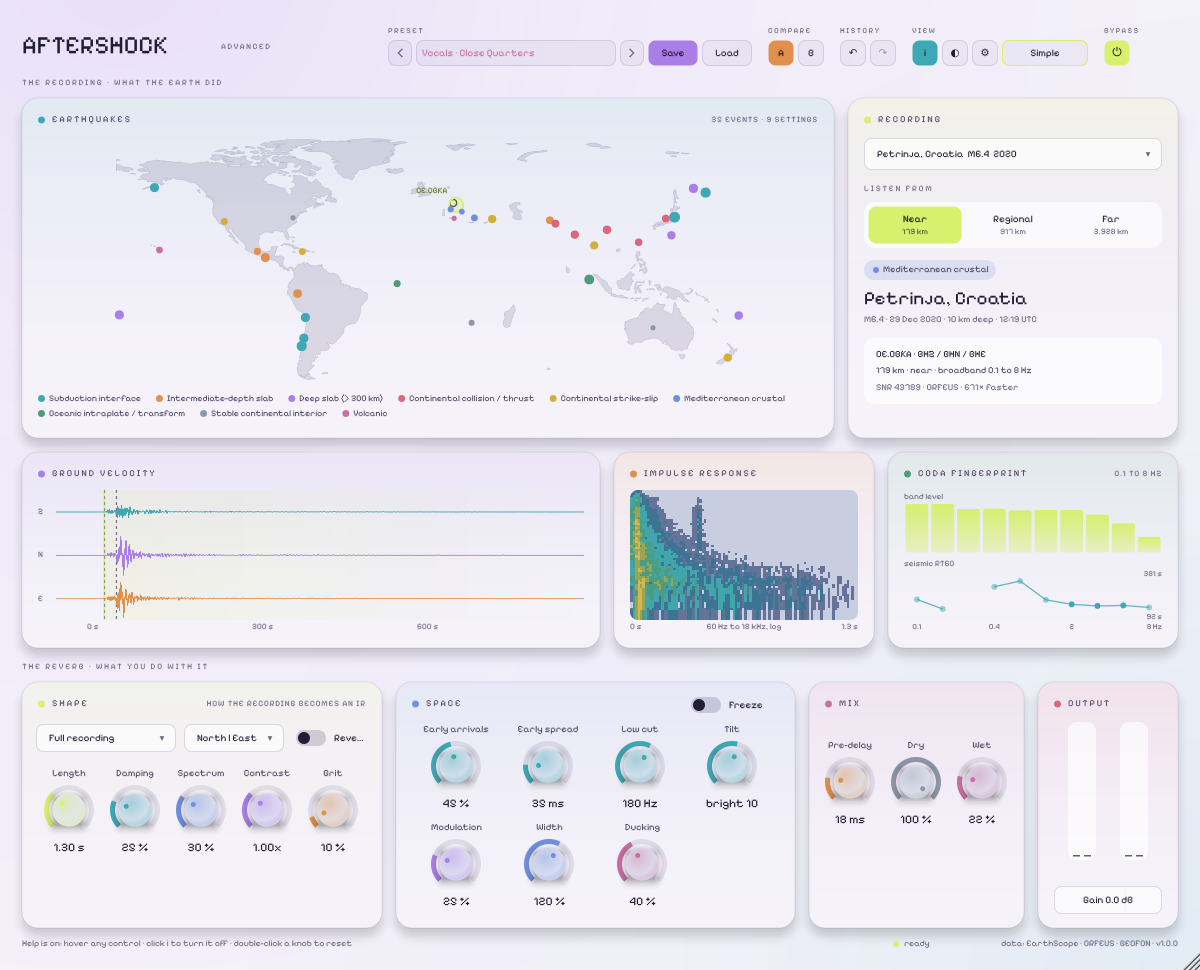 AFTERSHOCK
ADVANCED
PRESET
Vocals · Close Quarters
Save
Load
COMPARE
A
B
HISTORY
VIEW
i
Simple
BYPASS
THE RECORDING · WHAT THE EARTH DID
EARTHQUAKES
35 EVENTS · 9 SETTINGS
OE.OBKA
Subduction interface
Intermediate-depth slab
Deep slab (> 300 km)
Continental collision / thrust
Continental strike-slip
Mediterranean crustal
Oceanic intraplate / transform
Stable continental interior
Volcanic
RECORDING
Petrinja, Croatia M6.4 2020
LISTEN FROM
Near
179 km
Regional
917 km
Far
3,928 km
Mediterranean crustal
Petrinja, Croatia
M6.4 · 29 Dec 2020 · 10 km deep · 12:19 UTC
OE.OBKA · BHZ / BHN / BHE
179 km · near · broadband 0.1 to 8 Hz
SNR 43789 · ORFEUS · 671× faster
GROUND VELOCITY
Z
N
E
0 s
300 s
600 s
IMPULSE RESPONSE
0 s
60 Hz to 18 kHz, log
1.3 s
CODA FINGERPRINT
0.1 TO 8 HZ
band level
seismic RT60
381 s
92 s
0.1
0.4
2
8 Hz
THE REVERB · WHAT YOU DO WITH IT
SHAPE
HOW THE RECORDING BECOMES AN IR
Full recording
North | East
Reve...
Length
Damping
Spectrum
Contrast
Grit
1.30 s
25 %
30 %
1.00x
10 %
SPACE
Freeze
Early arrivals
Early spread
Low cut
Tilt
45 %
35 ms
180 Hz
bright 10
Modulation
Width
Ducking
25 %
120 %
40 %
MIX
Pre-delay
Dry
Wet
18 ms
100 %
22 %
OUTPUT
Gain 0.0 dB
Help is on: hover any control · click i to turn it off · double-click a knob to reset
ready
data: EarthScope · ORFEUS · GEOFON · v1.0.0